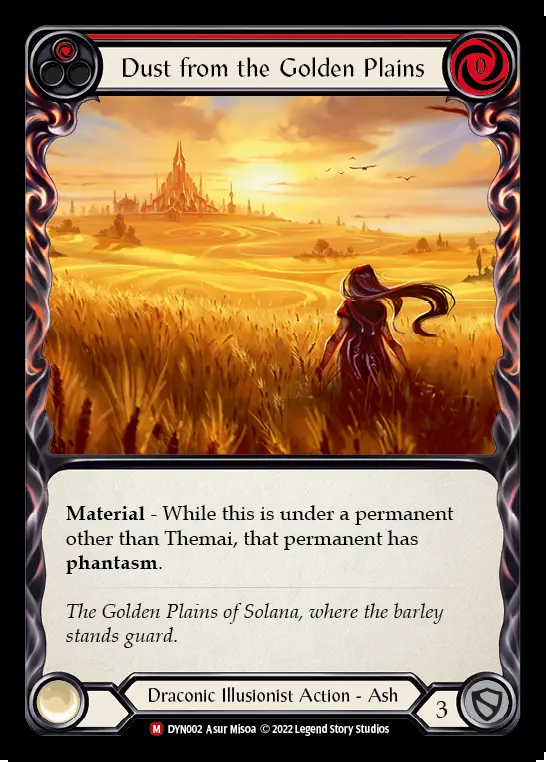 Dust from the Golden Plains
0
Material - While this is under a permanent
other than Themai, that permanent has
phantasm.
The Golden Plains of Solana, where the barley
stands guard.
Draconic Illusionist Action - Ash
3
M DYN002 Asur Misoa © 2022 Legend Story Studios